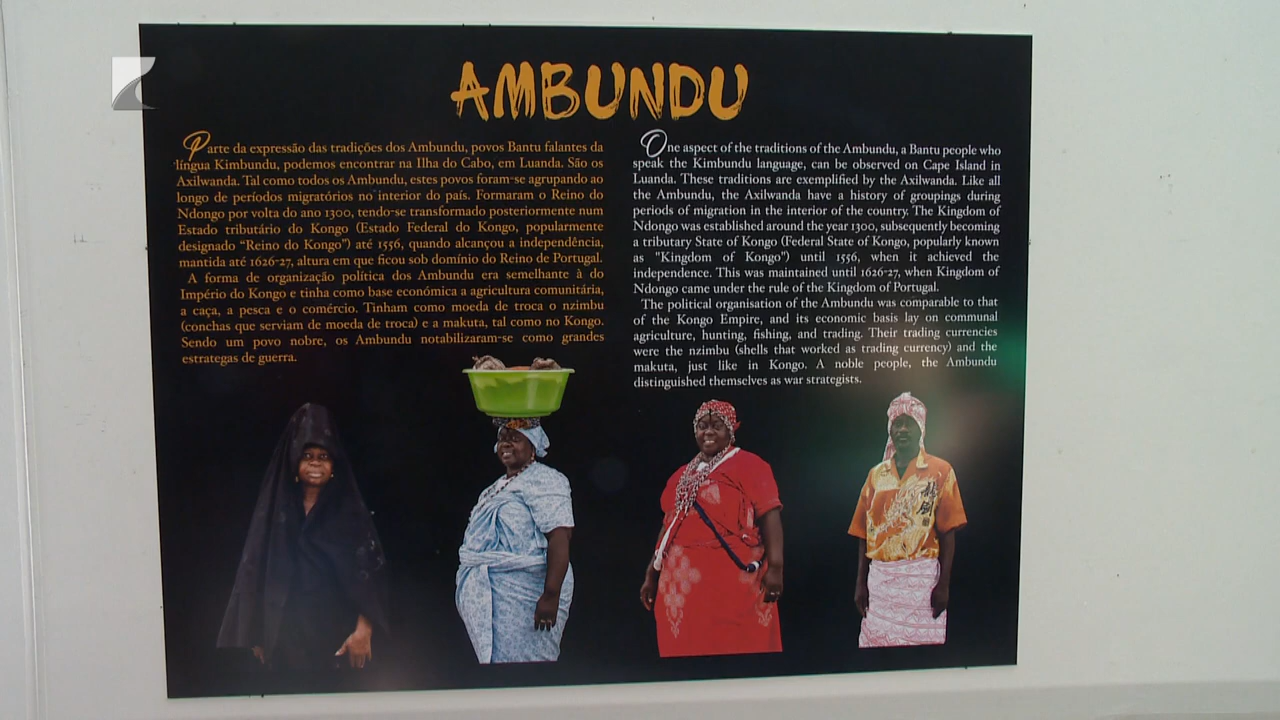 AMBUNDU
Parte da expressão das tradições dos Ambundu, povos Bantu falantes da
língua Kimbundu, podemos encontrar na Ilha do Cabo, em Luanda. São os
Axilwanda. Tal como todos os Ambundu, estes povos foram-se agrupando ao
longo de períodos migratórios no interior do país. Formaram o Reino do
Ndongo por volta do ano 1300, tendo-se transformado posteriormente num
Estado tributário do Kongo (Estado Federal do Kongo, popularmente
designado “Reino do Kongo”) até 1556, quando alcançou a independência,
mantida até 1626-27, altura em que ficou sob domínio do Reino de Portugal.
A forma de organização política dos Ambundu era semelhante à do
Império do Kongo e tinha como base económica a agricultura comunitária,
a caça, a pesca e o comércio. Tinham como moeda de troca o nzimbu
(conchas que serviam de moeda de troca) e a makuta, tal como no Kongo.
Sendo um povo nobre, os Ambundu notabilizaram-se como grandes
estrategas de guerra.
One aspect of the traditions of the Ambundu, a Bantu people who
speak the Kimbundu language, can be observed on Cape Island in
Luanda. These traditions are exemplified by the Axilwanda. Like all
the Ambundu, the Axilwanda have a history of groupings during
periods of migration in the interior of the country. The Kingdom of
Ndongo was established around the year 1300, subsequently becoming
a tributary State of Kongo (Federal State of Kongo, popularly known
as "Kingdom of Kongo") until 1556, when it achieved the
independence. This was maintained until 1626-27, when Kingdom of
Ndongo came under the rule of the Kingdom of Portugal.
The political organisation of the Ambundu was comparable to that
of the Kongo Empire, and its economic basis lay on communal
agriculture, hunting, fishing, and trading. Their trading currencies
were the nzimbu (shells that worked as trading currency) and the
makuta, just like in Kongo. A noble people, the Ambundu
distinguished themselves as war strategists.